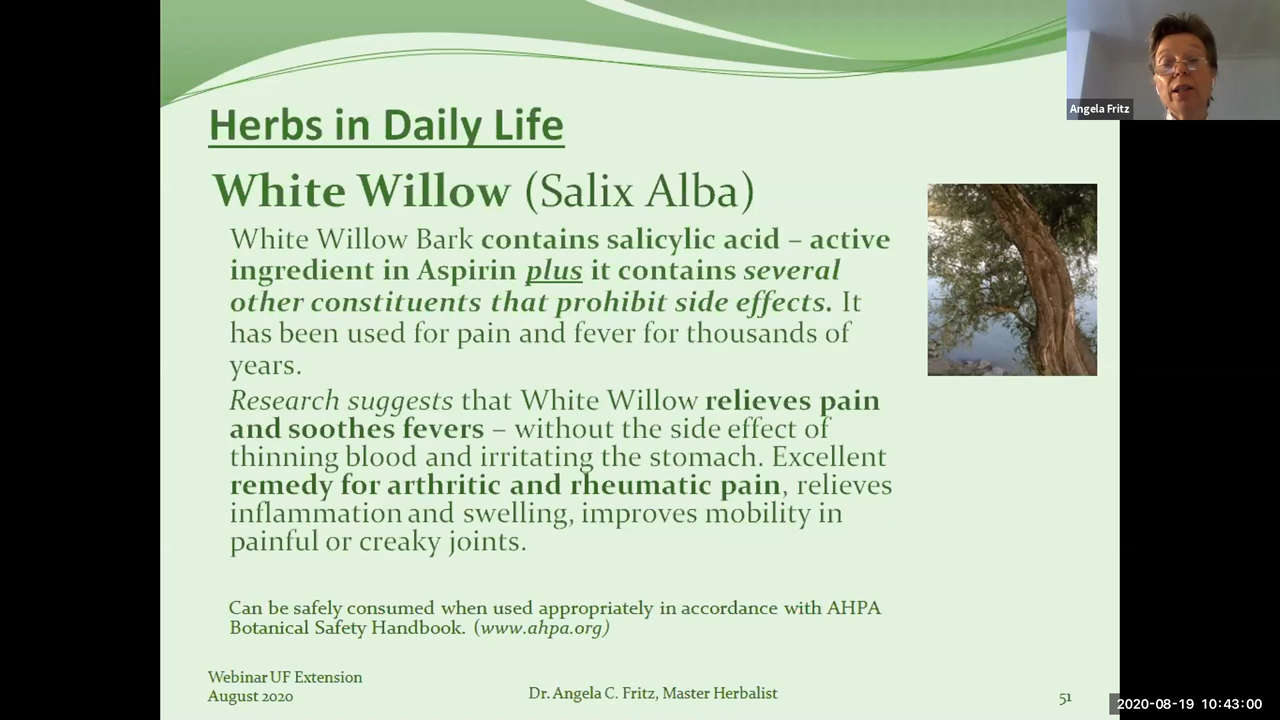 Angela Fritz
Herbs in Daily Life
White Willow (Salix Alba)
White Willow Bark contains salicylic acid – active
ingredient in Aspirin plus it contains several
other constituents that prohibit side effects. It
has been used for pain and fever for thousands of
years.
Research suggests that White Willow relieves pain
and soothes fevers – without the side effect of
thinning blood and irritating the stomach. Excellent
remedy for arthritic and rheumatic pain, relieves
inflammation and swelling, improves mobility in
painful or creaky joints.
Can be safely consumed when used appropriately in accordance with AHPA
Botanical Safety Handbook. (www.ahpa.org)
Webinar UF Extension
August 2020
Dr. Angela C. Fritz, Master Herbalist
51
2020-08-19 10:43:00